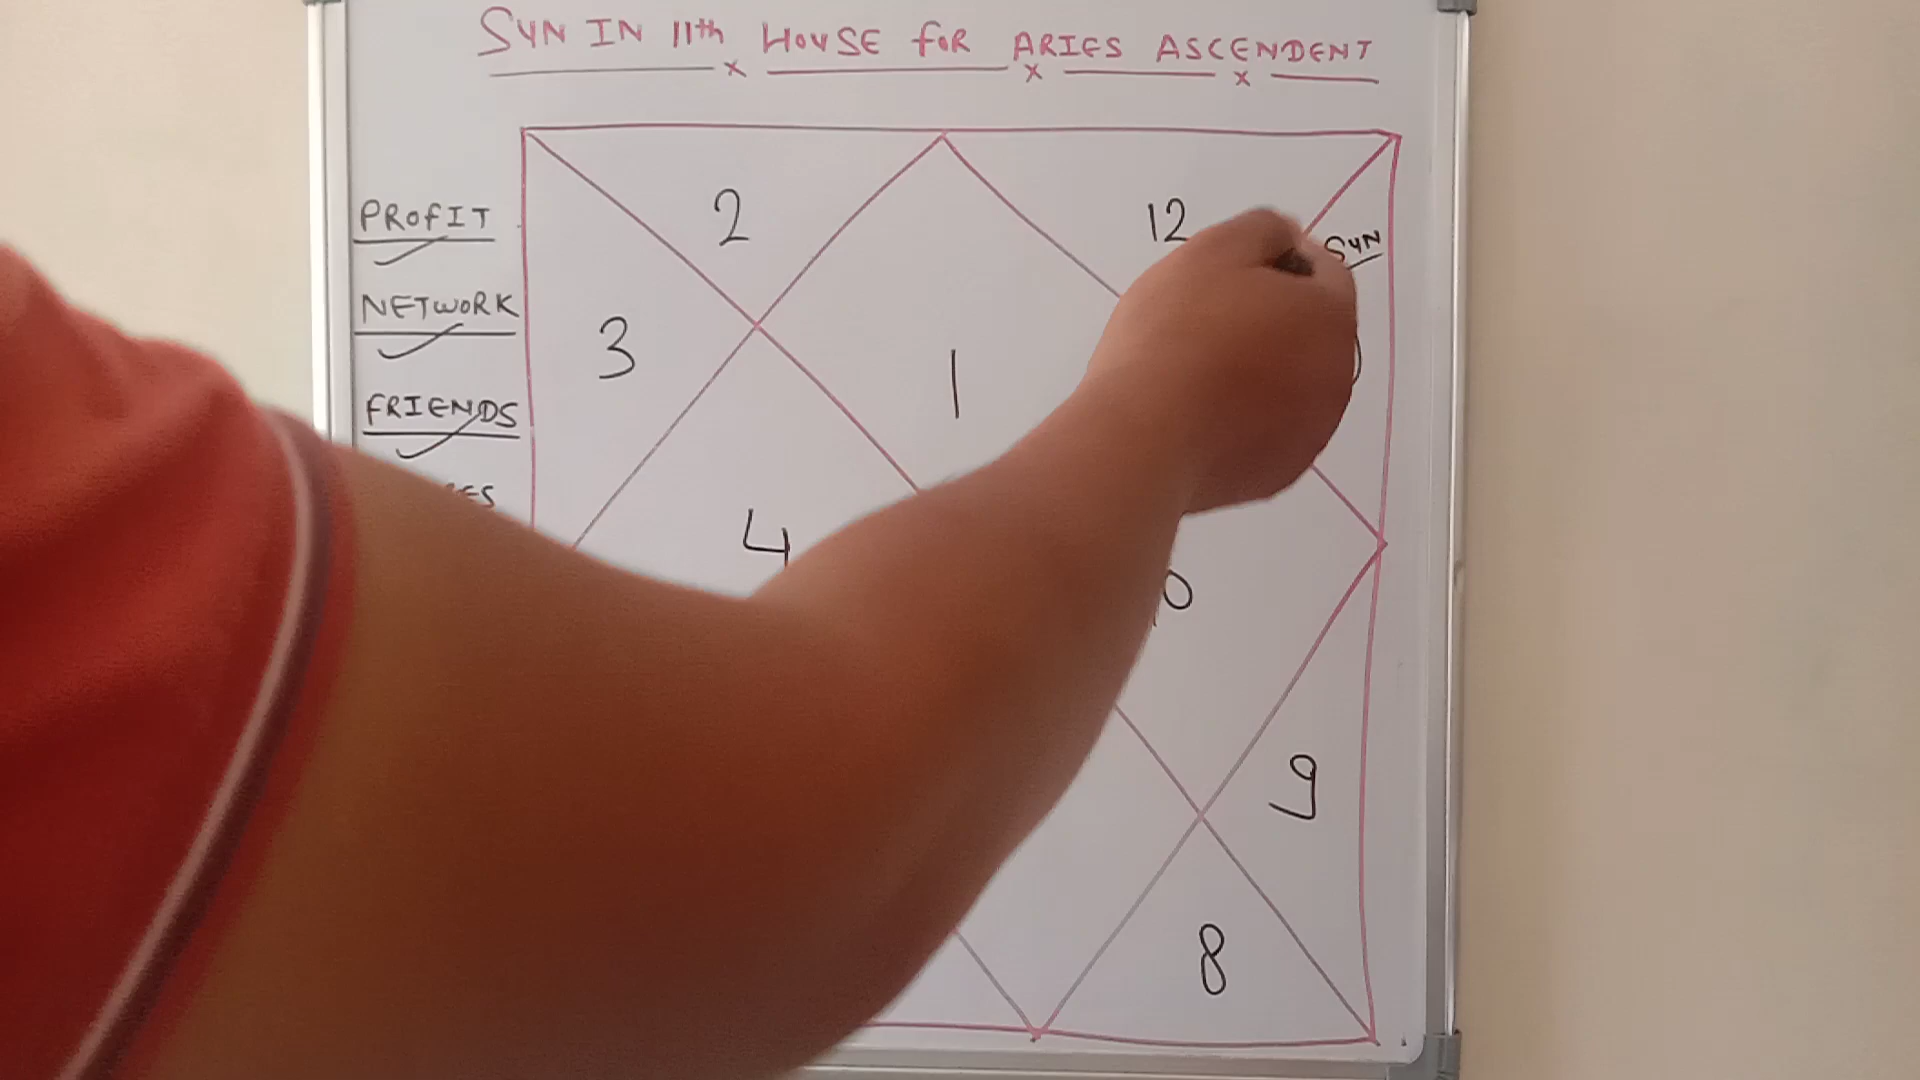 SUN IN 11th HOUSE FOR ARIES ASCENDENT
PROFIT
NETWORK
FRIENDS
2
12
SUN
3
1
4
9
8